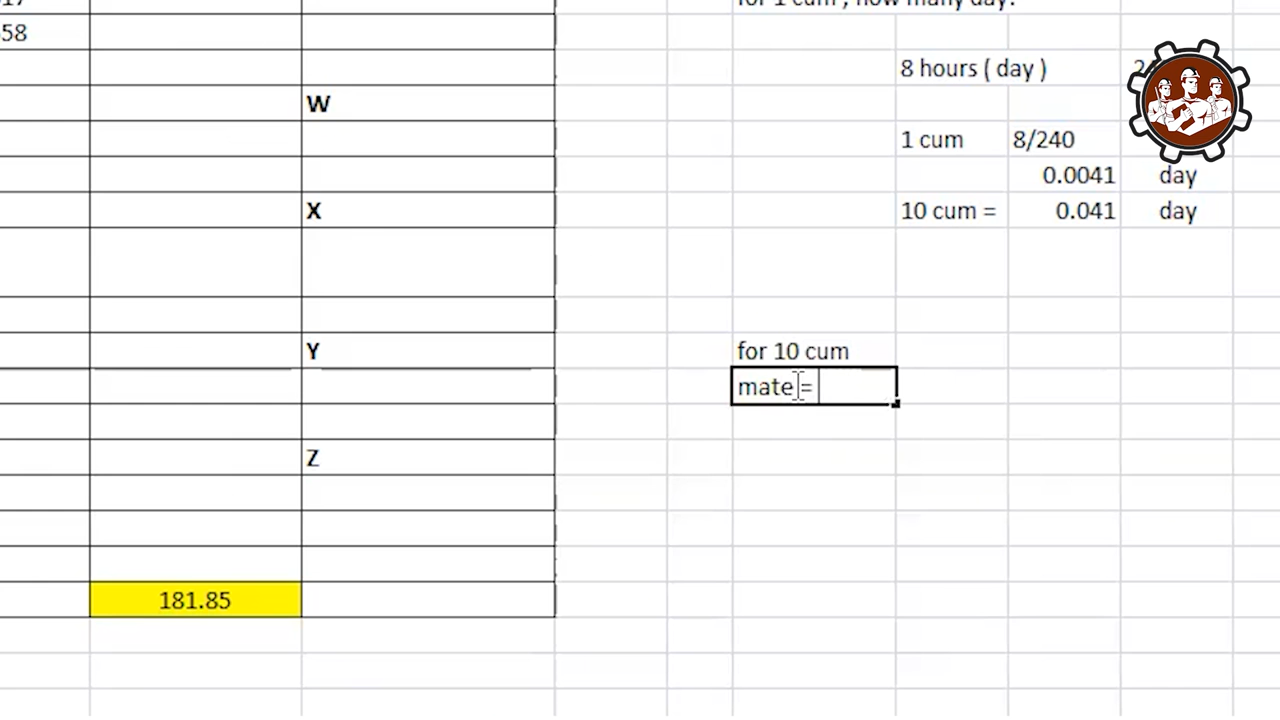 58
W
X
Y
Z
181.85
8 hours ( day )
1 cum 8/240
0.0041 day
10 cum = 0.041 day
for 10 cum
mate =